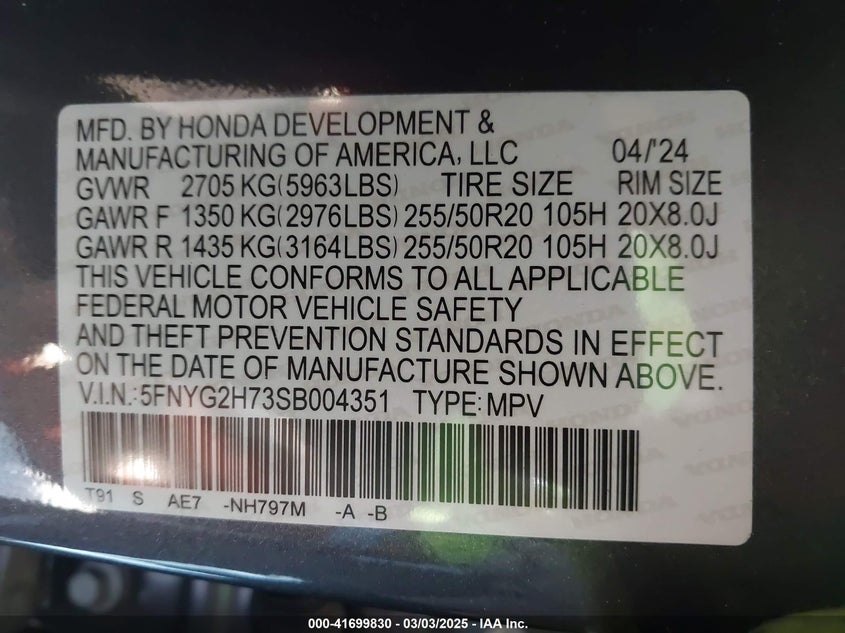 MFD. BY HONDA DEVELOPMENT &
MANUFACTURING OF AMERICA, LLC 04/'24
GVWR 2705 KG(5963LBS) TIRE SIZE RIM SIZE
GAWR F 1350 KG(2976LBS) 255/50R20 105H 20X8.0J
GAWR R 1435 KG(3164LBS) 255/50R20 105H 20X8.0J
THIS VEHICLE CONFORMS TO ALL APPLICABLE
FEDERAL MOTOR VEHICLE SAFETY
AND THEFT PREVENTION STANDARDS IN EFFECT
ON THE DATE OF MANUFACTURE SHOWN ABOVE.
V.I.N.:5FNYG2H73SB004351 TYPE:MPV
T91 S AE7 -NH797M -A -B
000-41699830 - 03/03/2025 - IAA Inc.